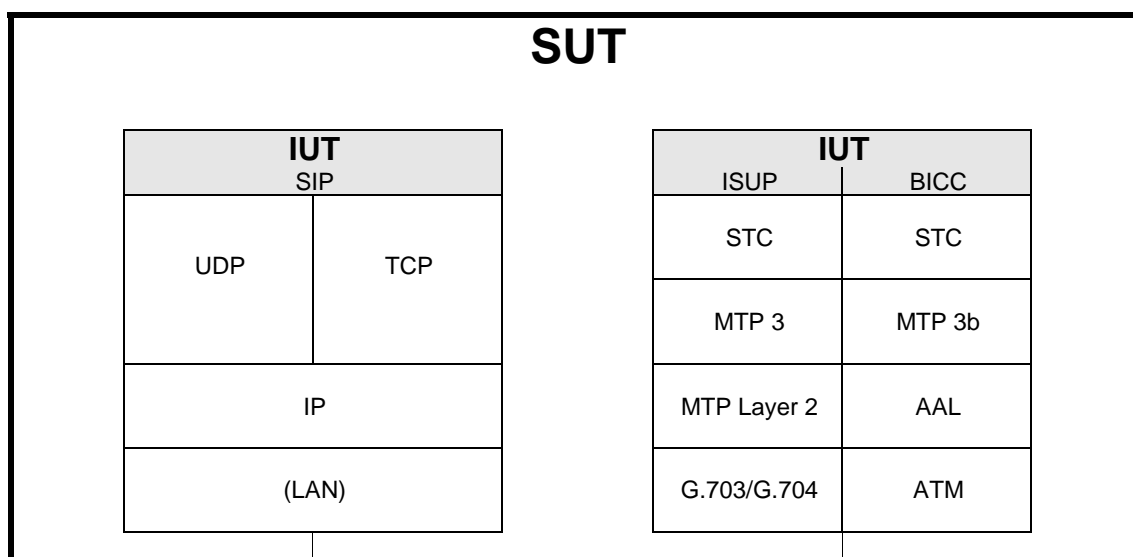 SUT
IUT
SIP
UDP TCP
IP
(LAN)
IUT
ISUP BICC
STC STC
MTP 3 MTP 3b
MTP Layer 2 AAL
G.703/G.704 ATM